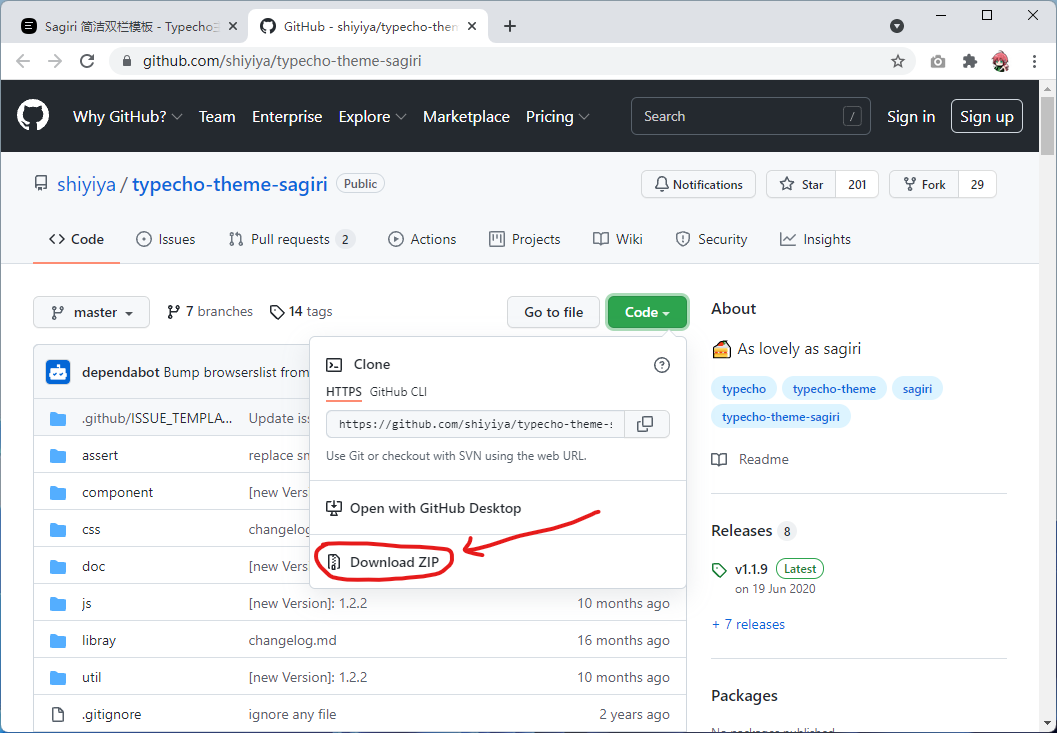 Sagiri 简洁双栏模板 - Typecho
GitHub - shiyiya/typecho-them
github.com/shiyiya/typecho-theme-sagiri
Why GitHub? Team Enterprise Explore Marketplace Pricing Search / Sign in Sign up
shiyiya / typecho-theme-sagiri Public Notifications Star 201 Fork 29
Code Issues Pull requests 2 Actions Projects Wiki Security Insights
master 7 branches 14 tags Go to file Code
dependabot Bump browserslist from
.github/ISSUE_TEMPLA... Update iss
assert replace sm
component [new Vers
css changelog
doc [new Vers
js [new Version]: 1.2.2 10 months ago
libray changelog.md 16 months ago
util [new Version]: 1.2.2 10 months ago
.gitignore ignore any file 2 years ago
Clone
HTTPS GitHub CLI
https://github.com/shiyiya/typecho-theme-s
Use Git or checkout with SVN using the web URL.
Open with GitHub Desktop
Download ZIP
About
As lovely as sagiri
typecho typecho-theme sagiri
typecho-theme-sagiri
Readme
Releases 8
v1.1.9 Latest
on 19 Jun 2020
+ 7 releases
Packages
No packages published